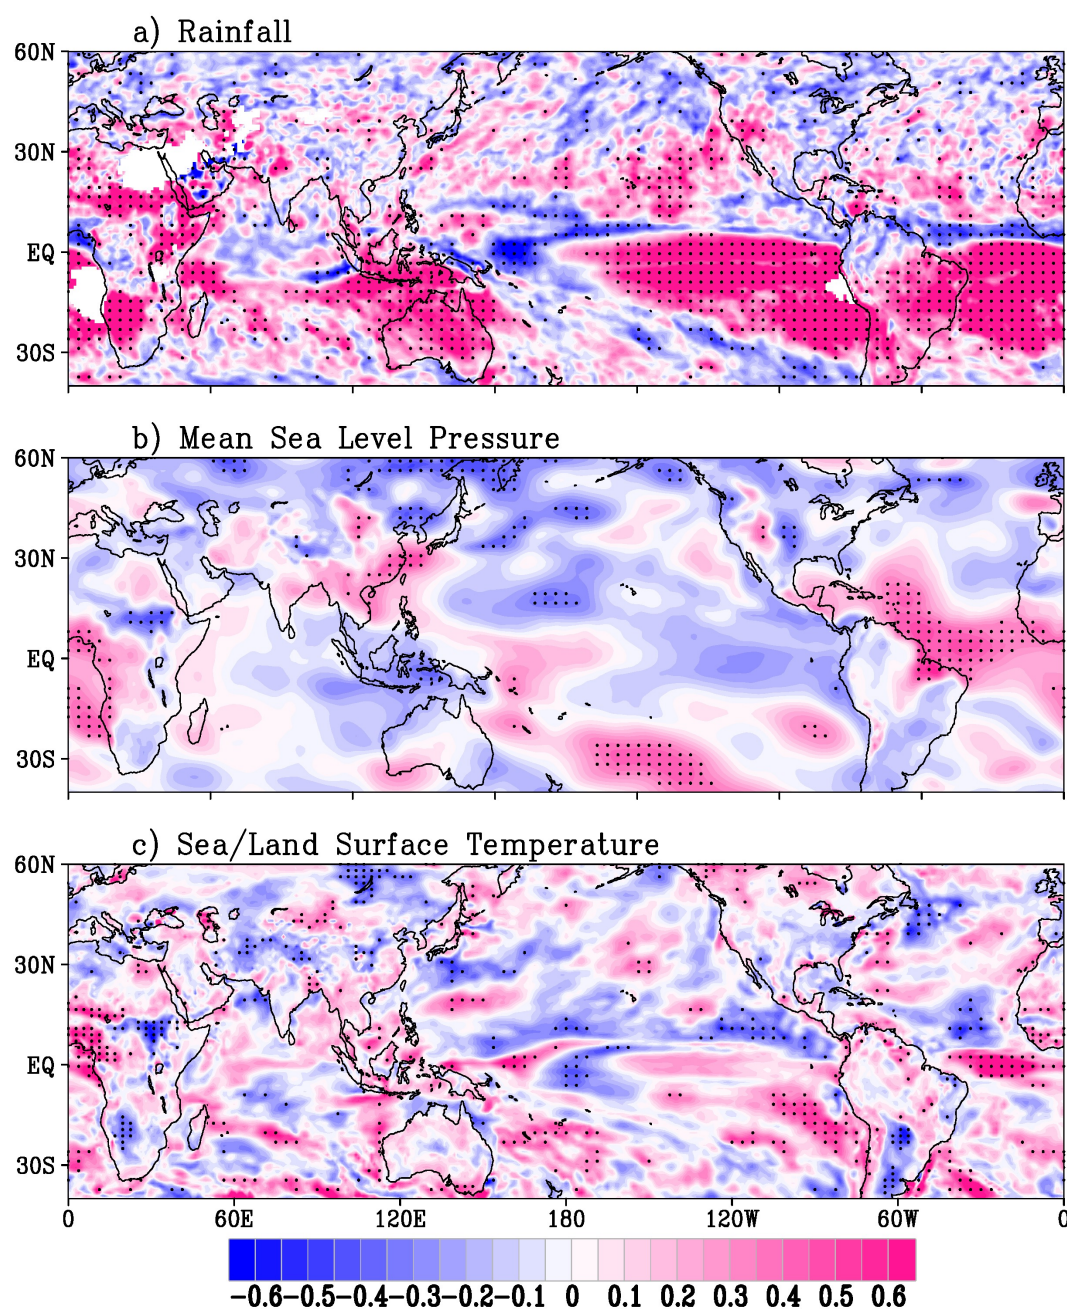 a) Rainfall
60N
30N
EQ
30S
b) Mean Sea Level Pressure
60N
30N
EQ
30S
c) Sea/Land Surface Temperature
60N
30N
EQ
30S
0 60E 120E 180 120W 60W 0
-0.6 -0.5 -0.4 -0.3 -0.2 -0.1 0 0.1 0.2 0.3 0.4 0.5 0.6